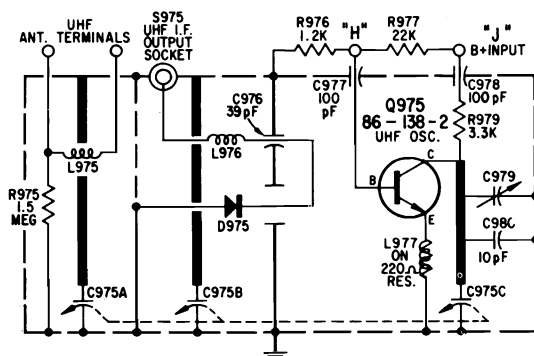 UHF
ANT. TERMINALS
S975
UHF I.F.
OUTPUT
SOCKET
R976
1.2K
"H"
R977
22K
"J"
B+INPUT
C976
39pF
C977
100
pF
C978
100pF
Q975
86-138-2
UHF OSC.
R979
3.3K
L975
L976
R975
1.5
MEG
D975
B
C
E
C979
C980
10pF
L977
ON
220Ω
RES.
C975A
C975B
C975C